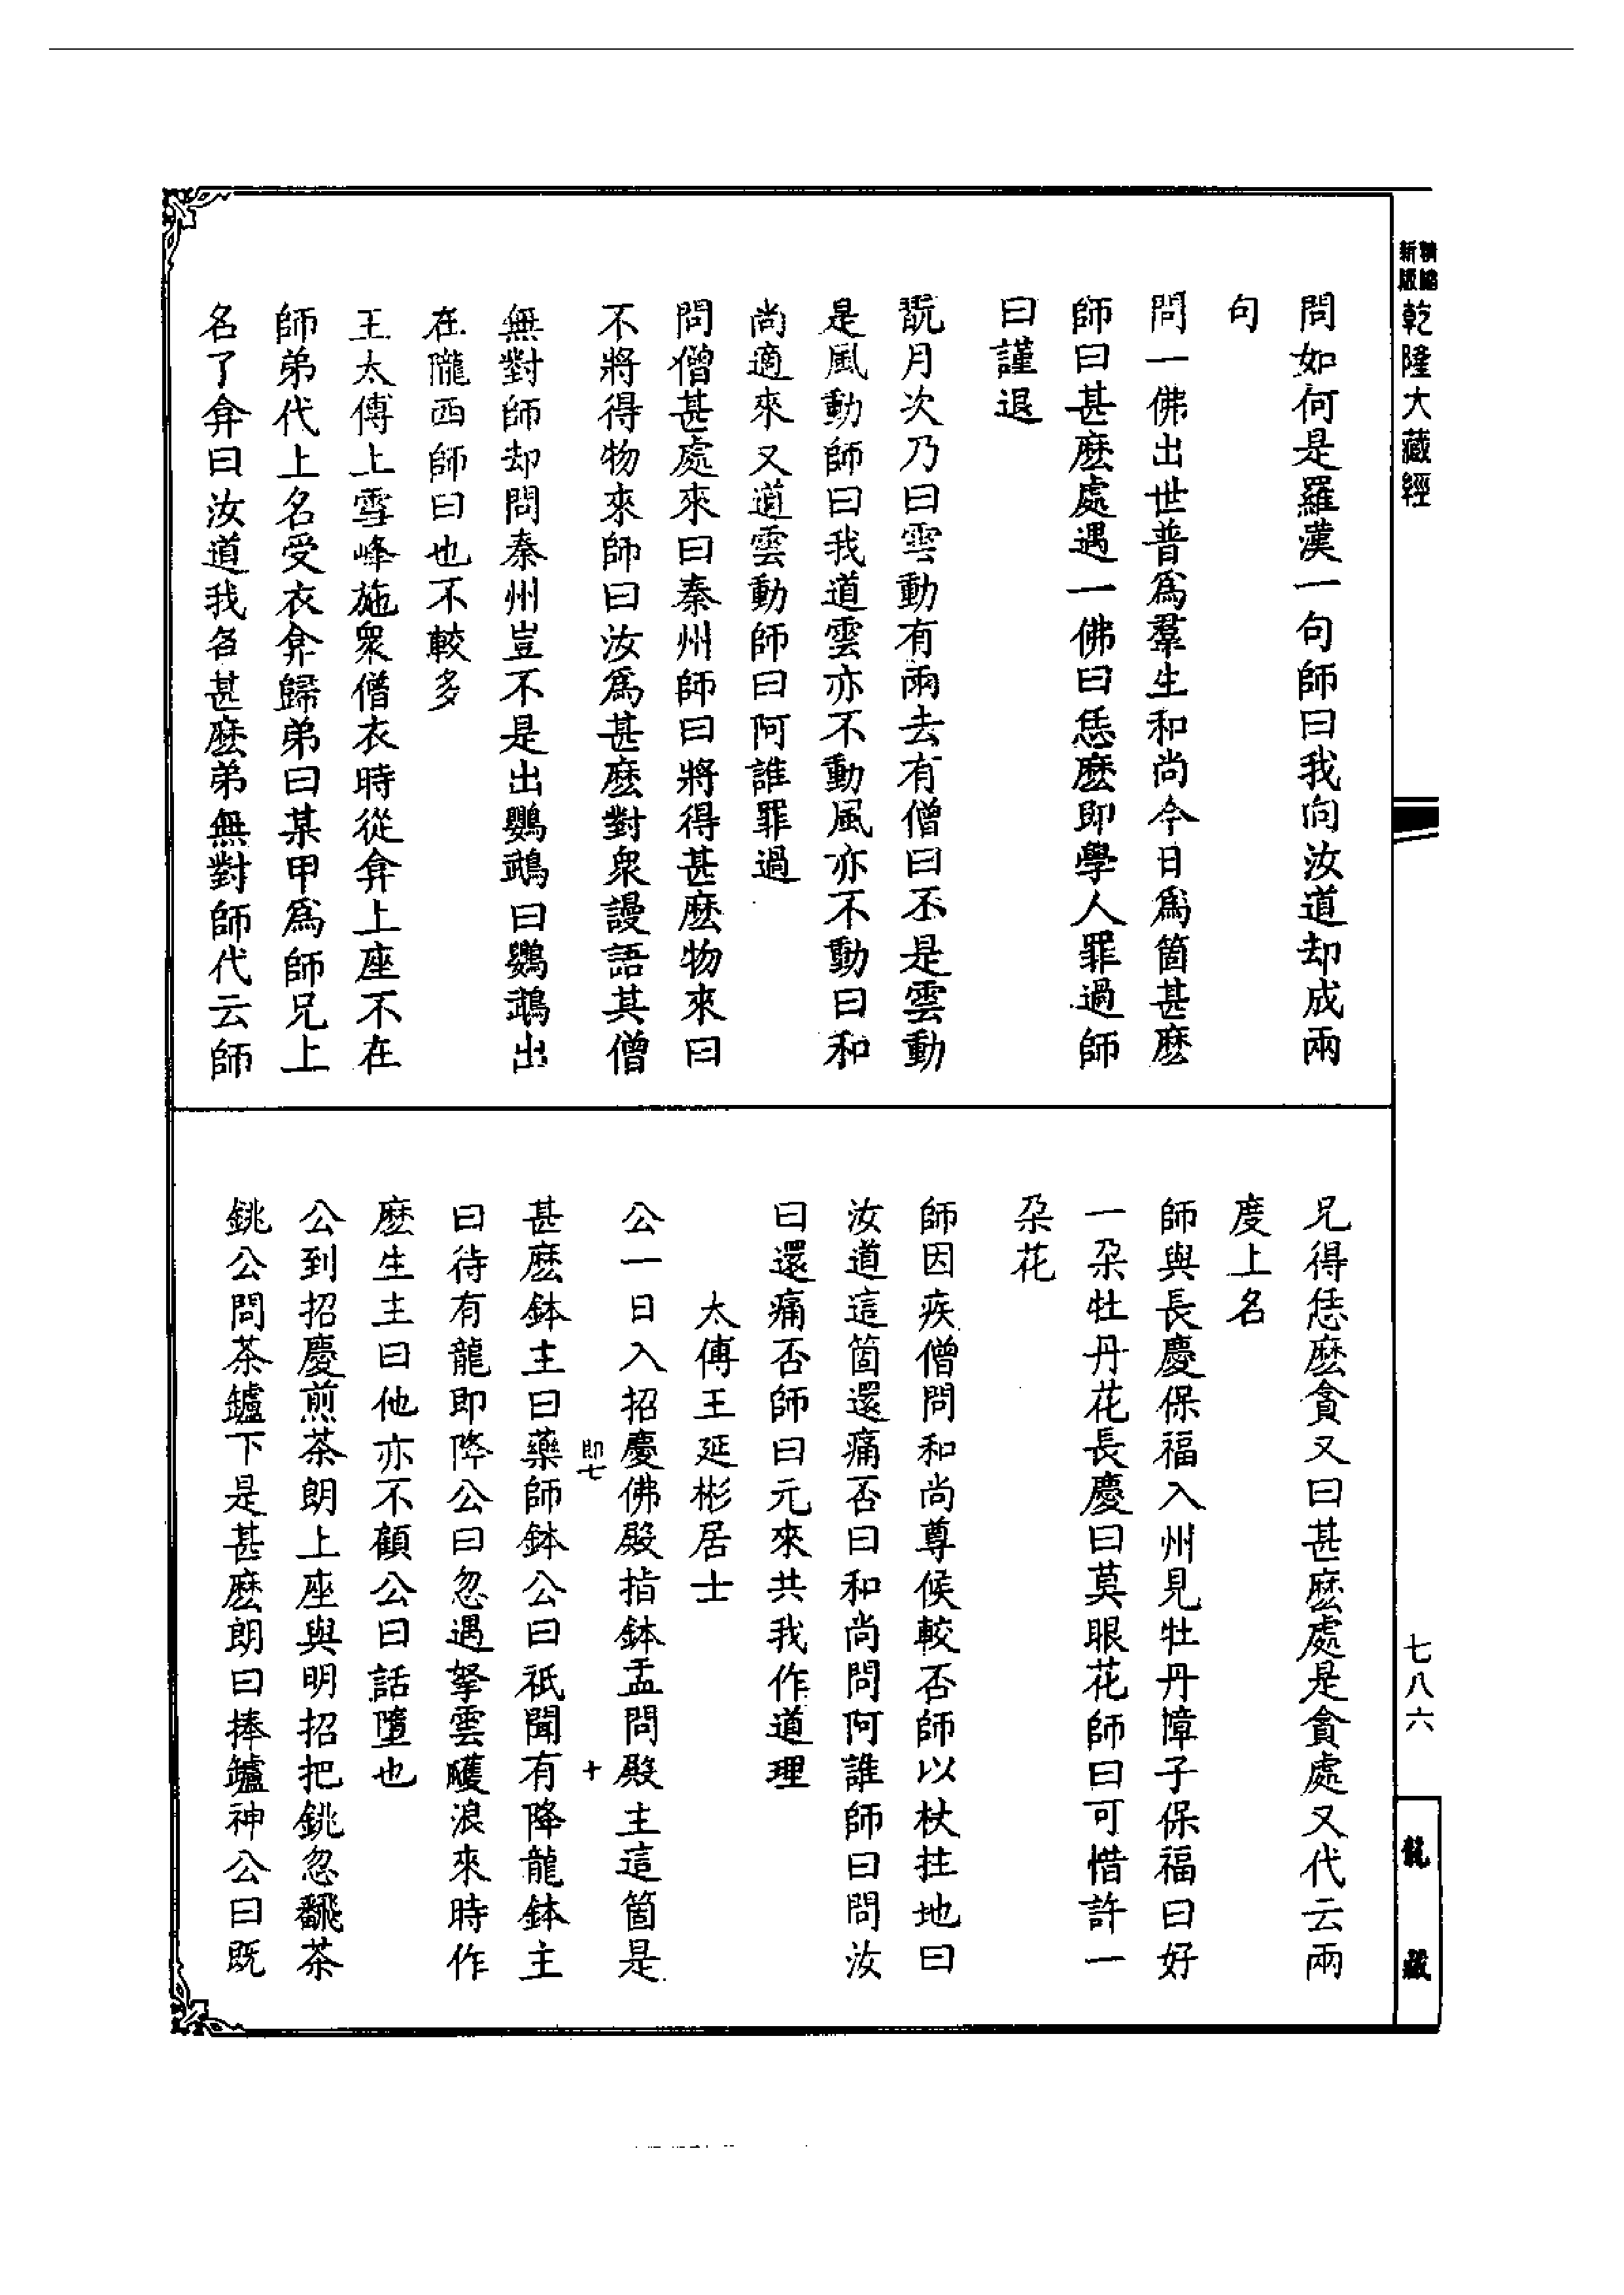 精縮新版
乾隆大藏經
七八六
龍藏
問如何是羅漢一句師曰我向汝道却成兩
句
問一佛出世普爲羣生和尚今日爲箇甚麽
師曰甚麽處遇一佛曰恁麽即學人罪過師
曰謹退
翫月次乃曰雲動有雨去有僧曰不是雲動
是風動師曰我道雲亦不動風亦不動曰和
尚適來又道雲動師曰阿誰罪過
問僧甚處來曰秦州師曰將得甚麽物來曰
不將得物來師曰汝爲甚麽對衆謾語其僧
無對師却問秦州豈不是出鸚鵡曰鸚鵡出
在隴西師曰也不較多
王太傅上雪峰施衆僧衣時從弇上座不在
師弟代上名受衣弇歸弟曰某甲爲師兄上
名了弇曰汝道我名甚麽弟無對師代云師
兄得恁麽貪又曰甚麽處是貪處又代云兩
度上名
師與長慶保福入州見牡丹障子保福曰好
一朶牡丹花長慶曰莫眼花師曰可惜許一
朶花
師因疾僧問和尚尊候較否師以杖拄地曰
汝道這箇還痛否曰和尚問阿誰師曰問汝
曰還痛否師曰元來共我作道理
太傅王延彬居士
公一日入招慶佛殿指鉢盂問殿主這箇是
即七 十
甚麽鉢主曰藥師鉢公曰祇聞有降龍鉢主
曰待有龍即降公曰忽遇拏雲㹿浪來時作
麽生主曰他亦不顧公曰話墮也
公到招慶煎茶朗上座與明招把銚忽飜茶
銚公問茶鑪下是甚麽朗曰捧鑪神公曰既